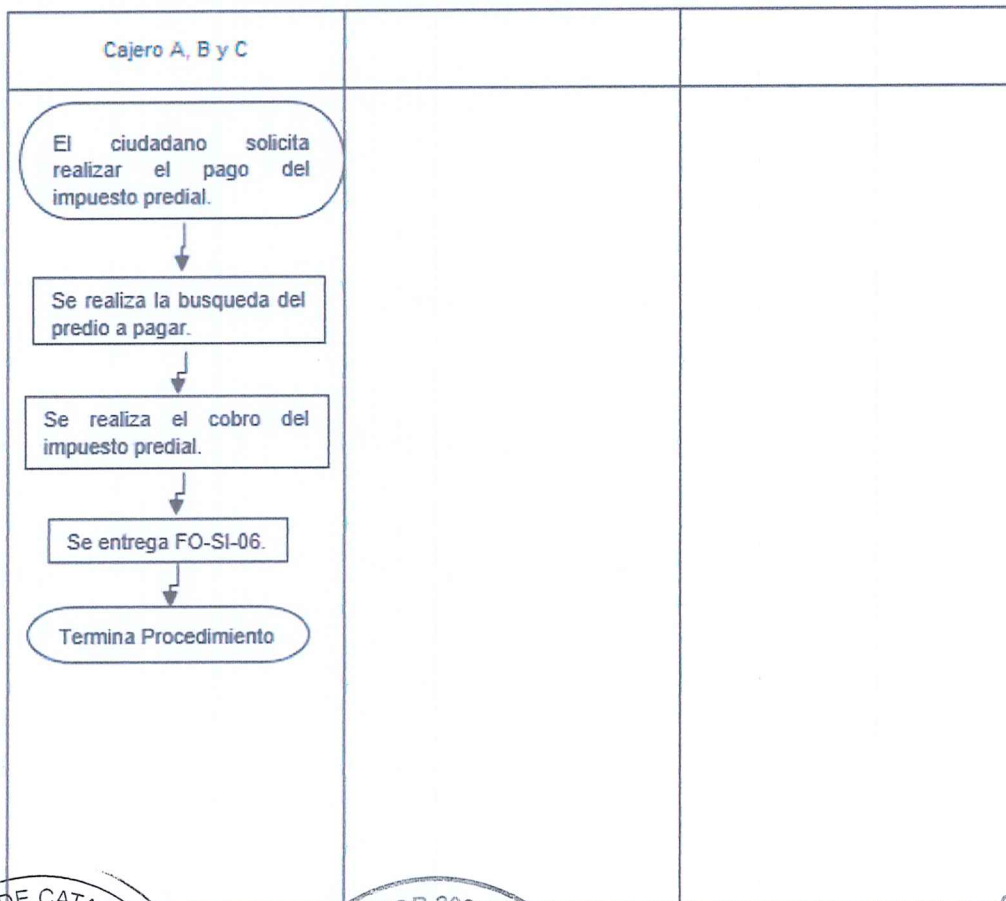 Cajero A, B y C
El ciudadano solicita
realizar el pago del
impuesto predial.
Se realiza la busqueda del
predio a pagar.
Se realiza el cobro del
impuesto predial.
Se entrega FO-SI-06.
Termina Procedimiento
DE